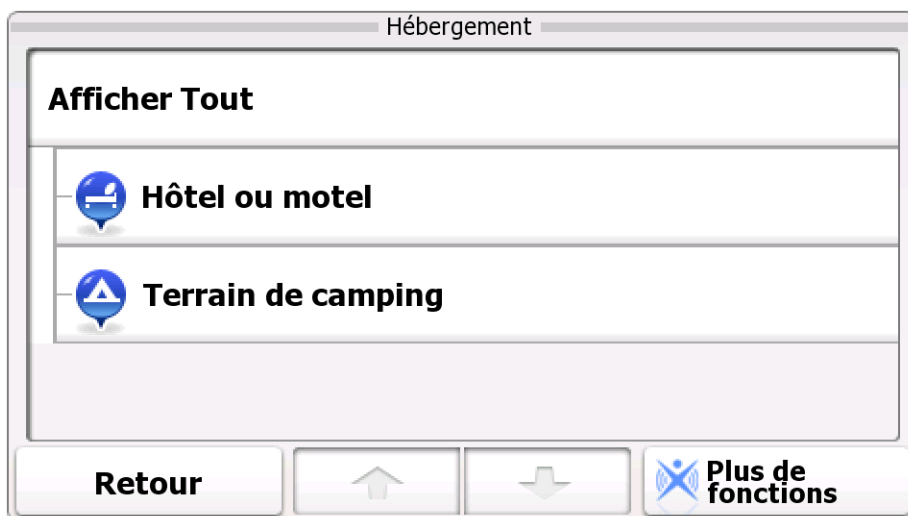 Hébergement
Afficher Tout
Hôtel ou motel
Terrain de camping
Retour
Plus de
fonctions